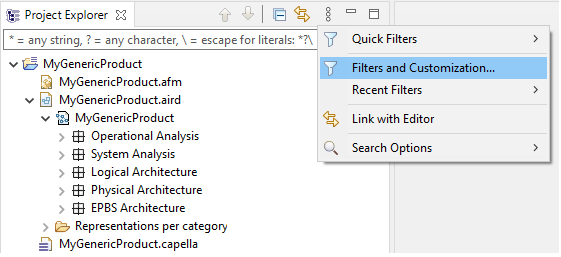 Project Explorer
* = any string, ? = any character, \ = escape for literals: *?\
MyGenericProduct
MyGenericProduct.afm
MyGenericProduct.aird
MyGenericProduct
Operational Analysis
System Analysis
Logical Architecture
Physical Architecture
EPBS Architecture
Representations per category
MyGenericProduct.capella
Quick Filters
Filters and Customization...
Recent Filters
Link with Editor
Search Options